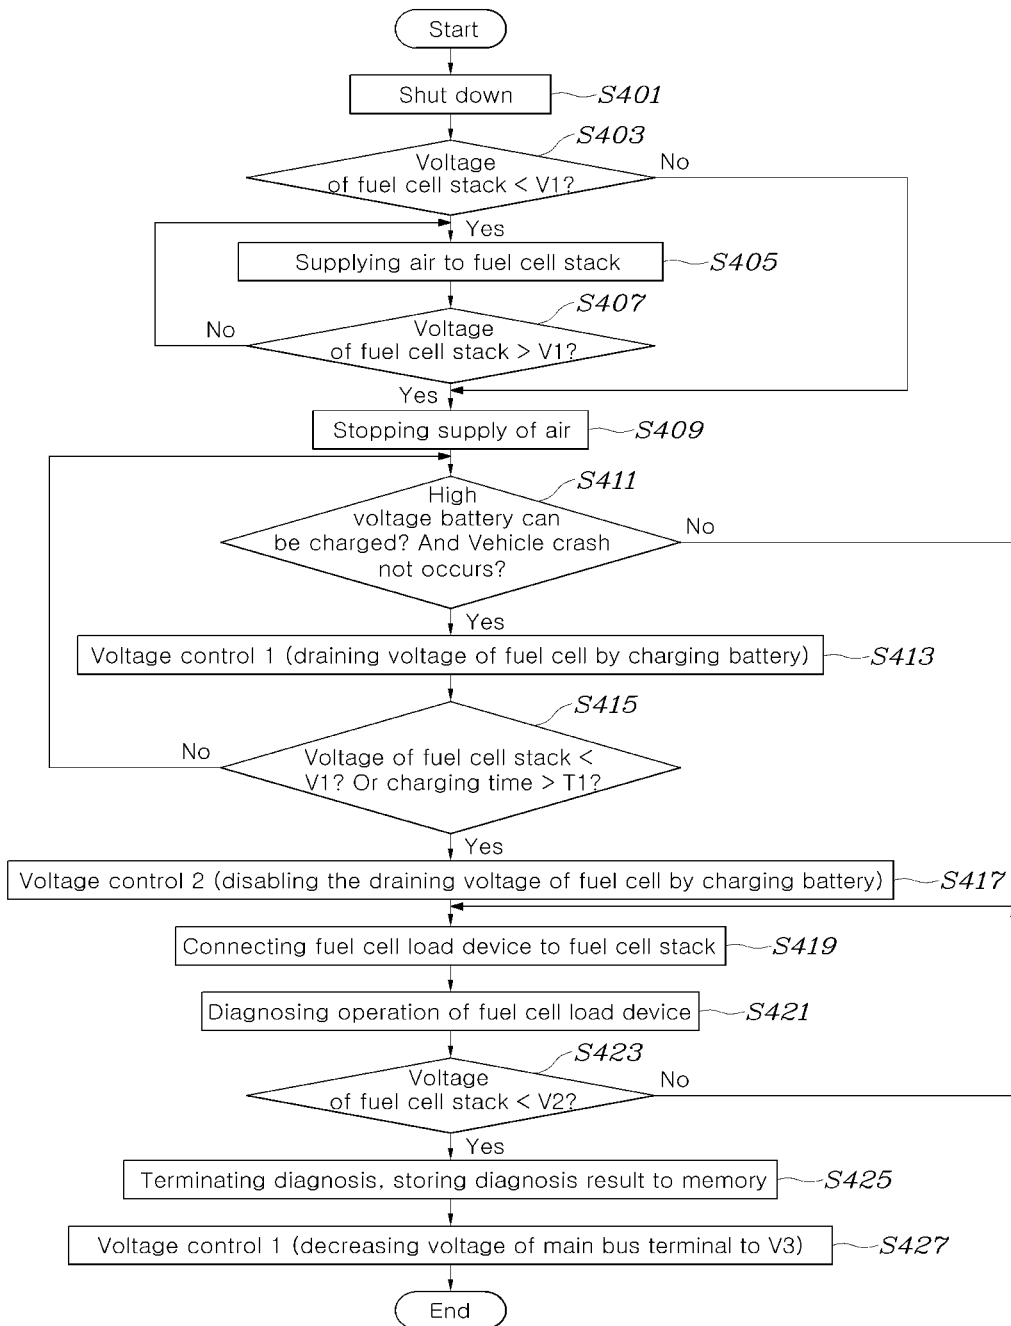 Start
Shut down
S401
S403
Voltage
of fuel cell stack < V1?
No
Yes
Supplying air to fuel cell stack
S405
S407
No
Voltage
of fuel cell stack > V1?
Yes
Stopping supply of air
S409
S411
High
voltage battery can
be charged? And Vehicle crash
not occurs?
No
Yes
Voltage control 1 (draining voltage of fuel cell by charging battery)
S413
S415
No
Voltage of fuel cell stack <
V1? Or charging time > T1?
Yes
Voltage control 2 (disabling the draining voltage of fuel cell by charging battery)
S417
Connecting fuel cell load device to fuel cell stack
S419
Diagnosing operation of fuel cell load device
S421
S423
Voltage
of fuel cell stack < V2?
No
Yes
Terminating diagnosis, storing diagnosis result to memory
S425
Voltage control 1 (decreasing voltage of main bus terminal to V3)
S427
End